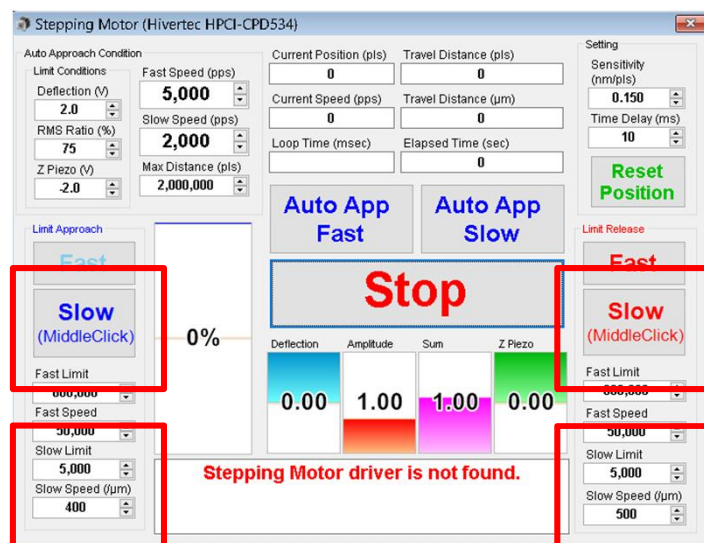 Stepping Motor (Hivertec HPCI-CPD534)
Auto Approach Condition
Limit Conditions
Deflection (V)
2.0
RMS Ratio (%)
75
Z Piezo (V)
-2.0
Fast Speed (pps)
5,000
Slow Speed (pps)
2,000
Max Distance (pls)
2,000,000
Current Position (pls)
0
Travel Distance (pls)
0
Current Speed (pps)
0
Travel Distance (μm)
0
Loop Time (msec)
Elapsed Time (sec)
0
Setting
Sensitivity
(nm/pls)
0.150
Time Delay (ms)
10
Reset
Position
Auto App
Fast
Auto App
Slow
Stop
Limit Approach
Fast
Slow
(MiddleClick)
Fast Limit
Fast Speed
50,000
Slow Limit
5,000
Slow Speed (/μm)
400
0%
Deflection
0.00
Amplitude
1.00
Sum
1.00
Z Piezo
0.00
Stepping Motor driver is not found.
Limit Release
Fast
Slow
(MiddleClick)
Fast Limit
Fast Speed
50,000
Slow Limit
5,000
Slow Speed (/μm)
500